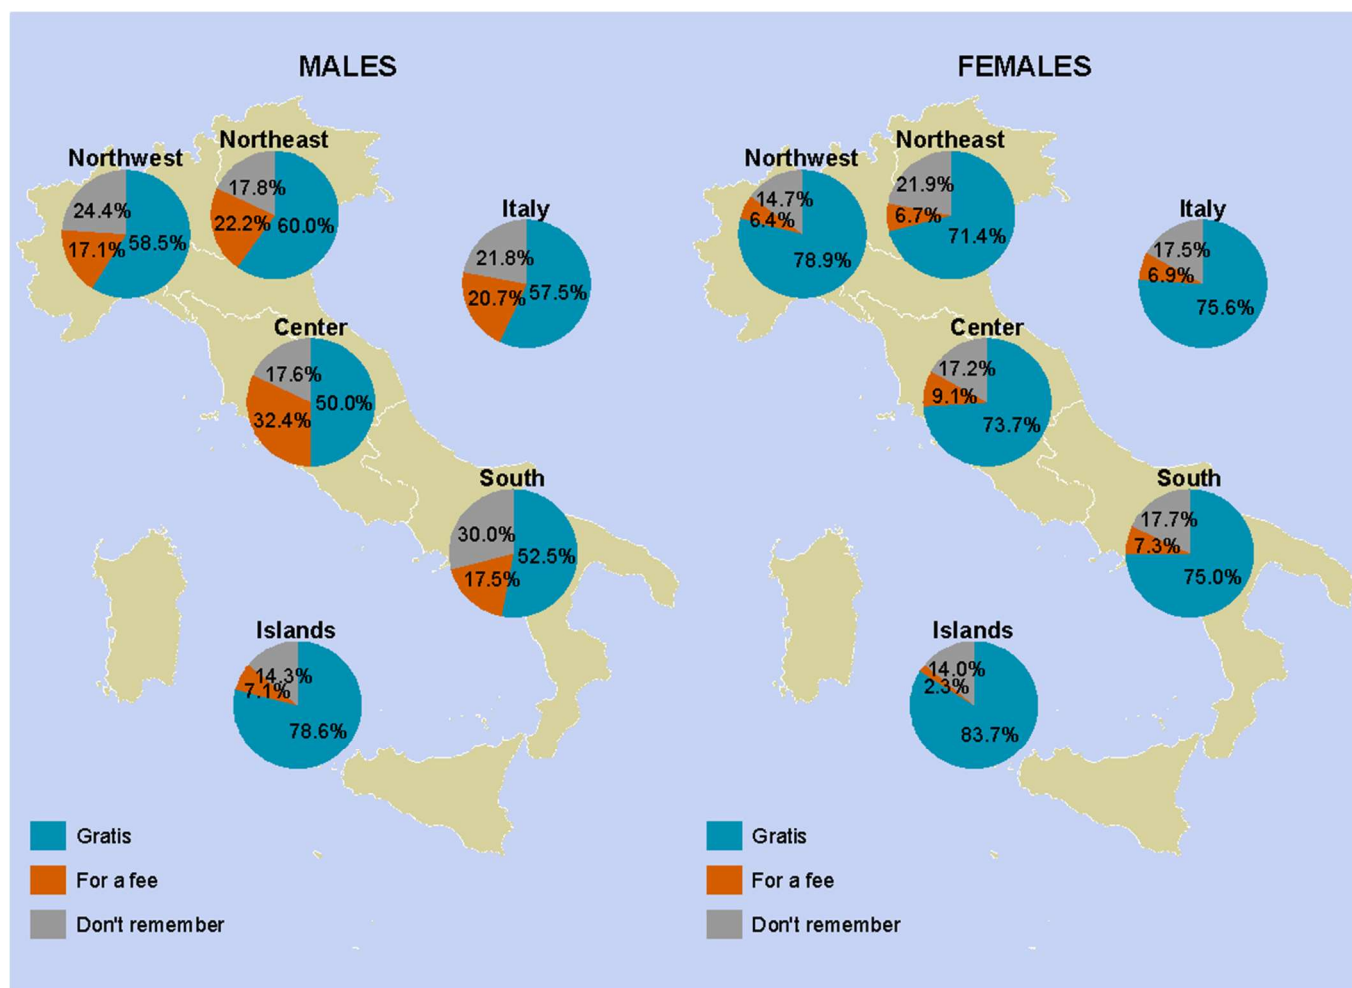 MALES
Northwest
24.4%
17.1%
58.5%
Northeast
17.8%
22.2%
60.0%
Italy
21.8%
20.7%
57.5%
Center
17.6%
32.4%
50.0%
South
30.0%
17.5%
52.5%
Islands
14.3%
7.1%
78.6%
Gratis
For a fee
Don't remember
FEMALES
Northwest
14.7%
6.4%
78.9%
Northeast
21.9%
6.7%
71.4%
Italy
17.5%
6.9%
75.6%
Center
17.2%
9.1%
73.7%
South
17.7%
7.3%
75.0%
Islands
14.0%
2.3%
83.7%
Gratis
For a fee
Don't remember